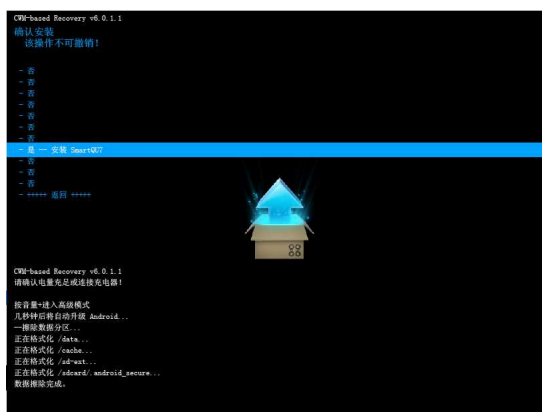 CWM-based Recovery v6.0.1.1
确认安装
该操作不可撤销!
- 否
- 否
- 否
- 否
- 否
- 否
- 否
- 是 -- 安装 SmartQU7
- 否
- 否
- 否
- +++++ 返回 +++++
CWM-based Recovery v6.0.1.1
请确认电量充足或连接充电器!
按音量+进入高级模式
几秒钟后将自动升级 Android...
--擦除数据分区...
正在格式化 /data...
正在格式化 /cache...
正在格式化 /sd-ext...
正在格式化 /sdcard/.android_secure...
数据擦除完成。